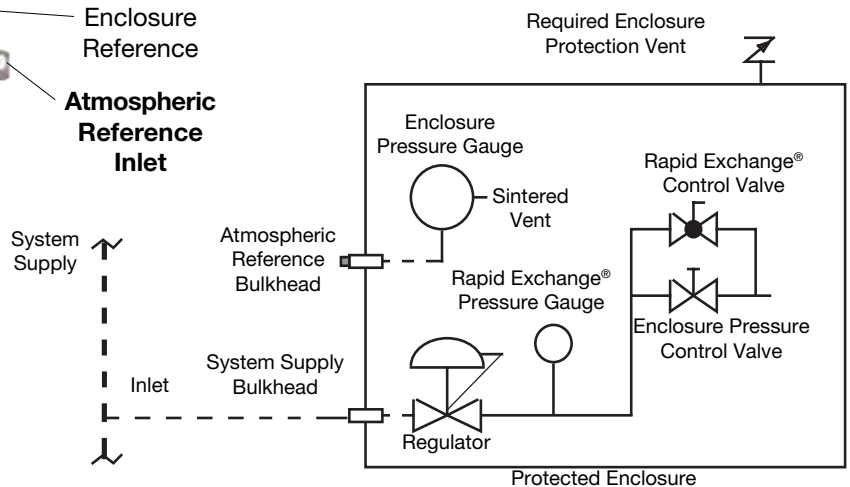 Enclosure
Reference
Atmospheric
Reference
Inlet
Required Enclosure
Protection Vent
Enclosure
Pressure Gauge
Sintered
Vent
Rapid Exchange®
Control Valve
System
Supply
Atmospheric
Reference
Bulkhead
Rapid Exchange®
Pressure Gauge
Enclosure Pressure
Control Valve
System Supply
Bulkhead
Inlet
Regulator
Protected Enclosure